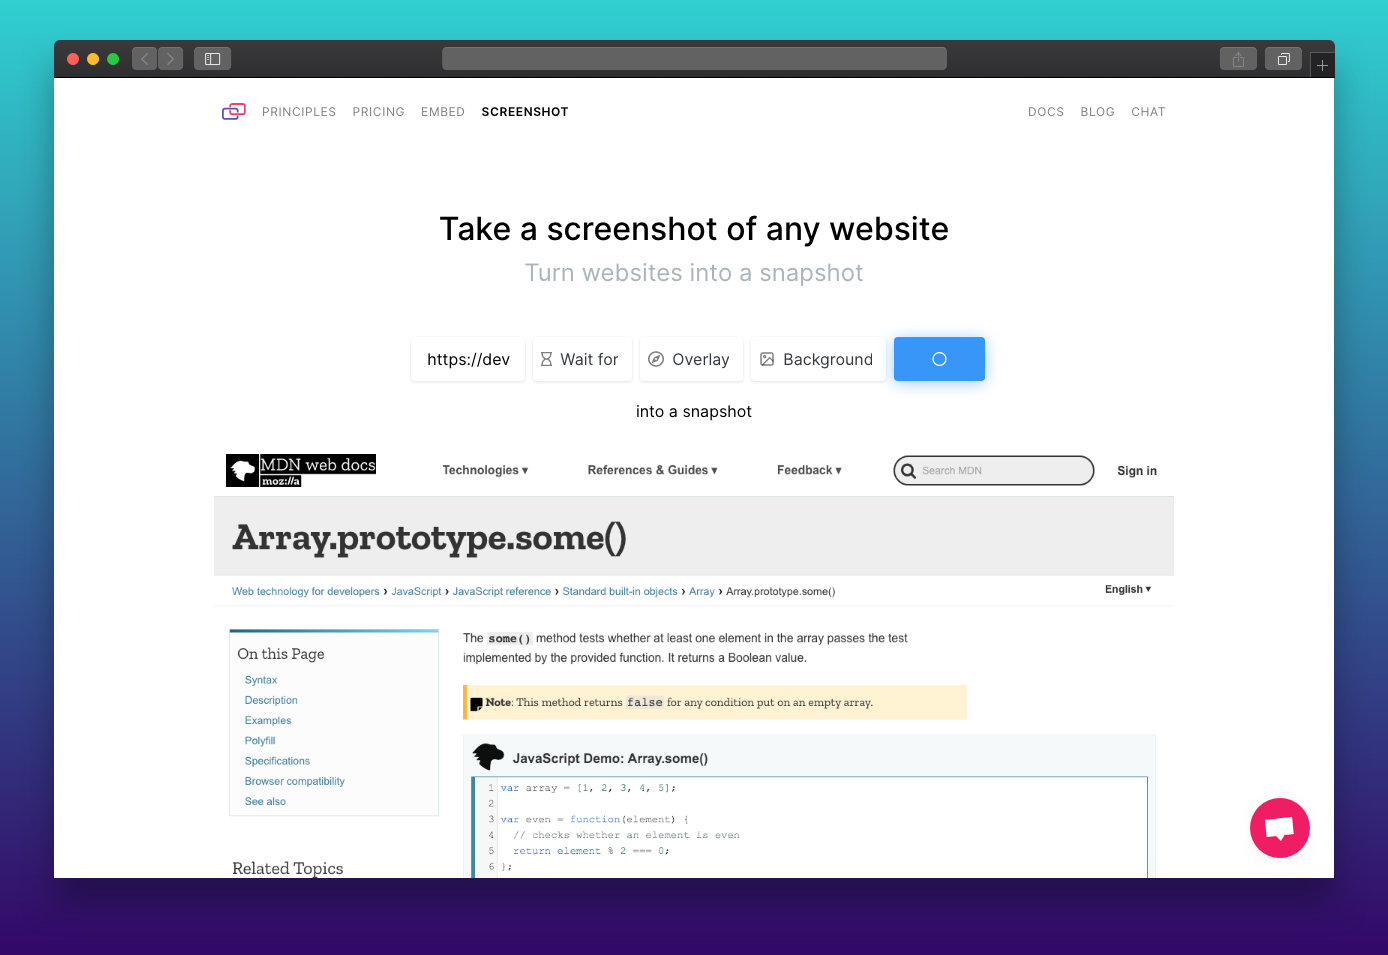 PRINCIPLES PRICING EMBED SCREENSHOT DOCS BLOG CHAT
Take a screenshot of any website
Turn websites into a snapshot
https://dev Wait for Overlay Background
into a snapshot
MDN web docs
moz://a
Technologies ▾ References & Guides ▾ Feedback ▾ Search MDN Sign in
Array.prototype.some()
Web technology for developers › JavaScript › JavaScript reference › Standard built-in objects › Array › Array.prototype.some() English ▾
On this Page
Syntax
Description
Examples
Polyfill
Specifications
Browser compatibility
See also
Related Topics
The some() method tests whether at least one element in the array passes the test
implemented by the provided function. It returns a Boolean value.
Note: This method returns false for any condition put on an empty array.
JavaScript Demo: Array.some()
1 var array = [1, 2, 3, 4, 5];
2
3 var even = function(element) {
4 // checks whether an element is even
5 return element % 2 === 0;
6 };